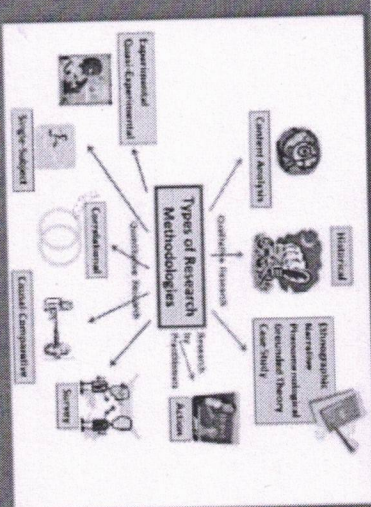 Historical
Ethnographic
Narrative
Phenomenological
Grounded Theory
Case Study
Content Analysis
Qualitative Research
Types of Research
Methodologies
Research
by
Practitioners
Action
Experimental
Quasi-Experimental
Quantitative Research
Correlational
Survey
Single-Subject
Causal Comparative